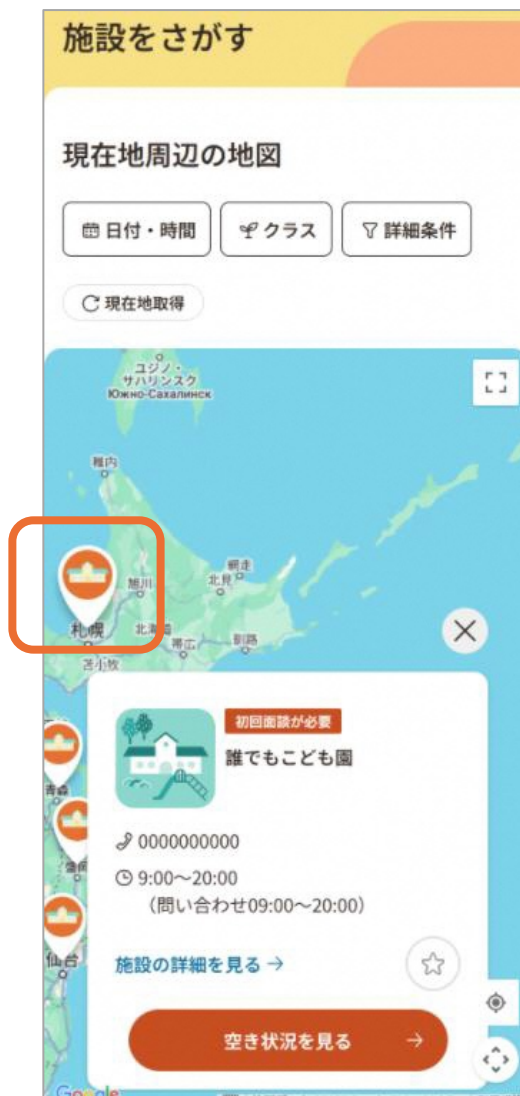 施設をさがす
現在地周辺の地図
日付・時間
クラス
詳細条件
現在地取得
ユジノ・
サハリンスク
Южно-Сахалинск
稚内
網走
旭川
北見
札幌
帯広
釧路
苫小牧
初回面談が必要
誰でもこども園
0000000000
9:00～20:00
（問い合わせ09:00～20:00）
青森
盛岡
仙台
施設の詳細を見る →
空き状況を見る →
Google